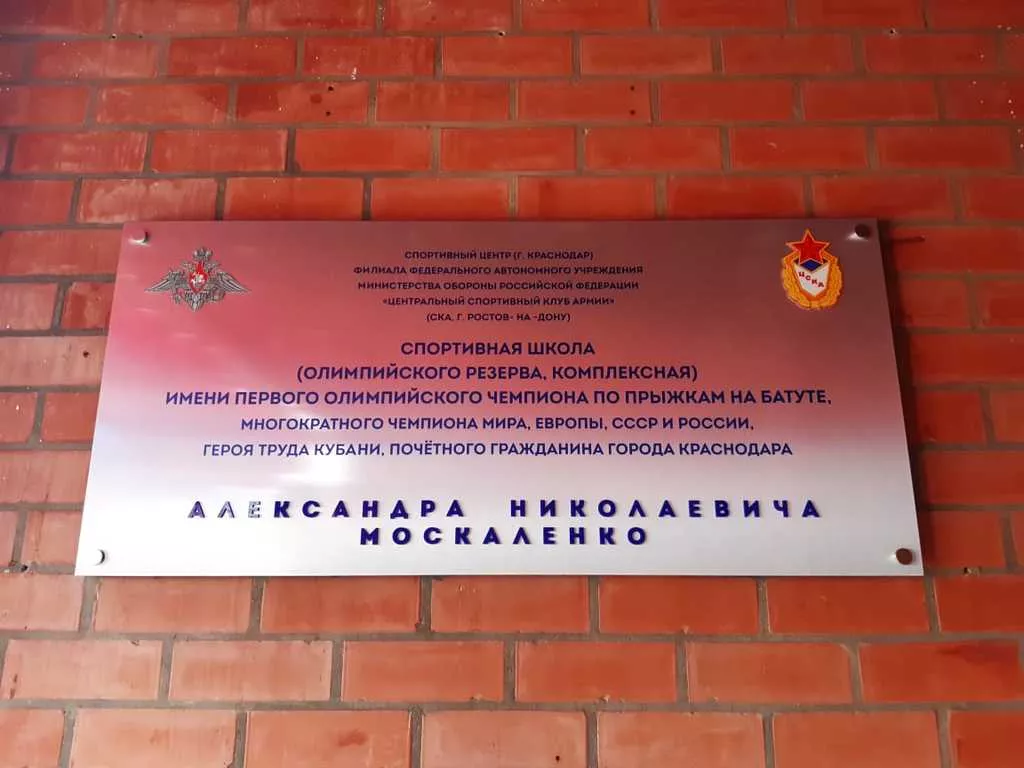 СПОРТИВНЫЙ ЦЕНТР (Г. КРАСНОДАР)
ФИЛИАЛА ФЕДЕРАЛЬНОГО АВТОНОМНОГО УЧРЕЖДЕНИЯ
МИНИСТЕРСТВА ОБОРОНЫ РОССИЙСКОЙ ФЕДЕРАЦИИ
«ЦЕНТРАЛЬНЫЙ СПОРТИВНЫЙ КЛУБ АРМИИ»
(СКА, Г. РОСТОВ- НА -ДОНУ)
ЦСКА
СПОРТИВНАЯ ШКОЛА
(ОЛИМПИЙСКОГО РЕЗЕРВА, КОМПЛЕКСНАЯ)
ИМЕНИ ПЕРВОГО ОЛИМПИЙСКОГО ЧЕМПИОНА ПО ПРЫЖКАМ НА БАТУТЕ,
МНОГОКРАТНОГО ЧЕМПИОНА МИРА, ЕВРОПЫ, СССР И РОССИИ,
ГЕРОЯ ТРУДА КУБАНИ, ПОЧЁТНОГО ГРАЖДАНИНА ГОРОДА КРАСНОДАРА
АЛЕКСАНДРА НИКОЛАЕВИЧА
МОСКАЛЕНКО